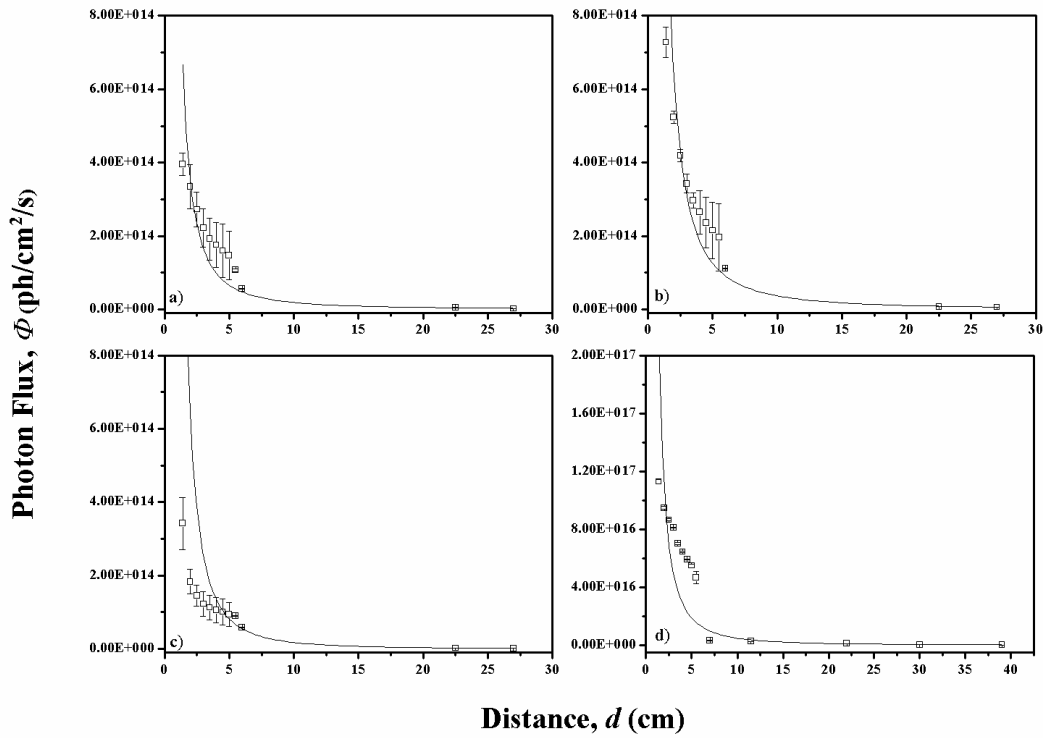 Photon Flux, Φ (ph/cm²/s)
8.00E+014
6.00E+014
4.00E+014
2.00E+014
0.00E+000
a)
0 5 10 15 20 25 30
8.00E+014
6.00E+014
4.00E+014
2.00E+014
0.00E+000
b)
0 5 10 15 20 25 30
8.00E+014
6.00E+014
4.00E+014
2.00E+014
0.00E+000
c)
0 5 10 15 20 25 30
2.00E+017
1.60E+017
1.20E+017
8.00E+016
4.00E+016
0.00E+000
d)
0 5 10 15 20 25 30 35 40
Distance, d (cm)